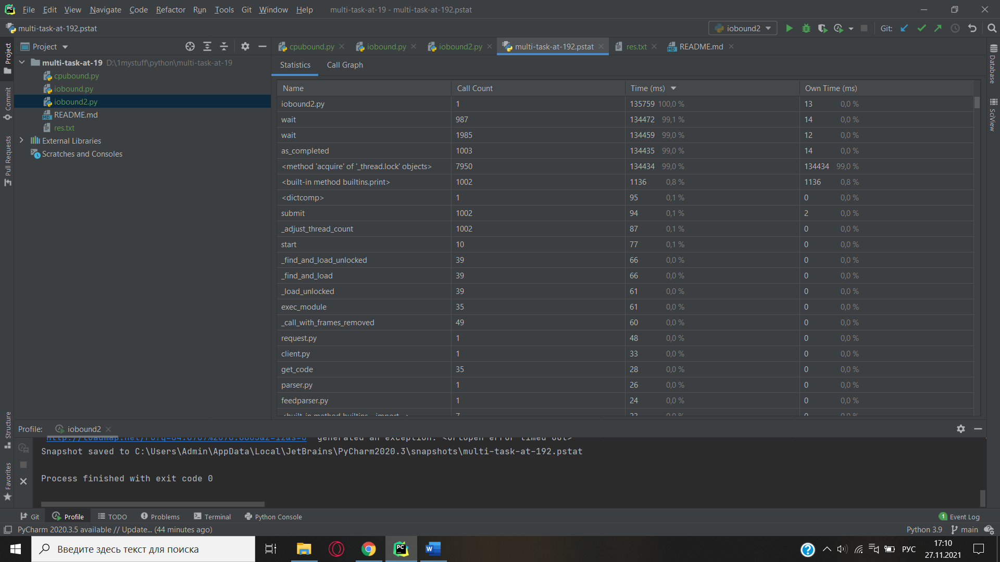 File Edit View Navigate Code Refactor Run Tools Git Window Help multi-task-at-19 - multi-task-at-192.pstat
multi-task-at-192.pstat iobound2 Git:
Project cpubound.py iobound.py iobound2.py multi-task-at-192.pstat res.txt README.md
Statistics Call Graph
multi-task-at-19 D:\1mystuff\python\multi-task-at-19
cpubound.py
iobound.py
iobound2.py
README.md
res.txt
External Libraries
Scratches and Consoles
Name Call Count Time (ms) Own Time (ms)
iobound2.py 1 135759 100,0 % 13 0,0 %
wait 987 134472 99,1 % 14 0,0 %
wait 1985 134459 99,0 % 12 0,0 %
as_completed 1003 134435 99,0 % 14 0,0 %
<method 'acquire' of '_thread.lock' objects> 7950 134434 99,0 % 134434 99,0 %
<built-in method builtins.print> 1002 1136 0,8 % 1136 0,8 %
<dictcomp> 1 95 0,1 % 0 0,0 %
submit 1002 94 0,1 % 2 0,0 %
_adjust_thread_count 1002 87 0,1 % 0 0,0 %
start 10 77 0,1 % 0 0,0 %
_find_and_load_unlocked 39 66 0,0 % 0 0,0 %
_find_and_load 39 66 0,0 % 0 0,0 %
_load_unlocked 39 61 0,0 % 0 0,0 %
exec_module 35 61 0,0 % 0 0,0 %
_call_with_frames_removed 49 60 0,0 % 0 0,0 %
request.py 1 48 0,0 % 0 0,0 %
client.py 1 33 0,0 % 0 0,0 %
get_code 35 28 0,0 % 0 0,0 %
parser.py 1 26 0,0 % 0 0,0 %
feedparser.py 1 24 0,0 % 0 0,0 %
Project
Commit
Pull Requests
Structure
Favorites
Database
SciView
Profile: iobound2
generated an exception: <urlopen error timed out>
Snapshot saved to C:\Users\Admin\AppData\Local\JetBrains\PyCharm2020.3\snapshots\multi-task-at-192.pstat
Process finished with exit code 0
Git Profile TODO Problems Terminal Python Console 1 Event Log
PyCharm 2020.3.5 available // Update... (44 minutes ago) Python 3.9 main
Введите здесь текст для поиска
РУС
17:10
27.11.2021